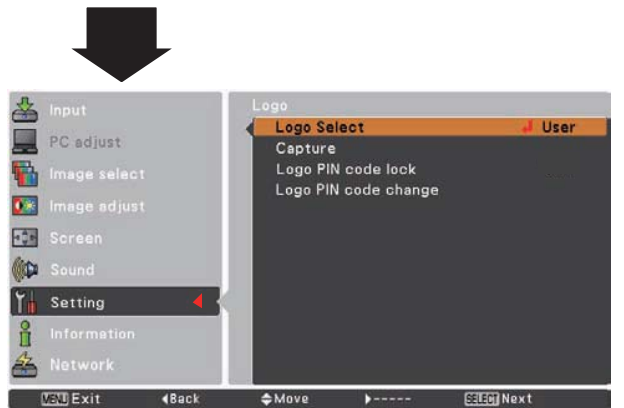 Input
PC adjust
Image select
Image adjust
Screen
Sound
Setting
Information
Network
Logo
Logo Select User
Capture
Logo PIN code lock
Logo PIN code change
MENU Exit Back Move ----- SELECT Next